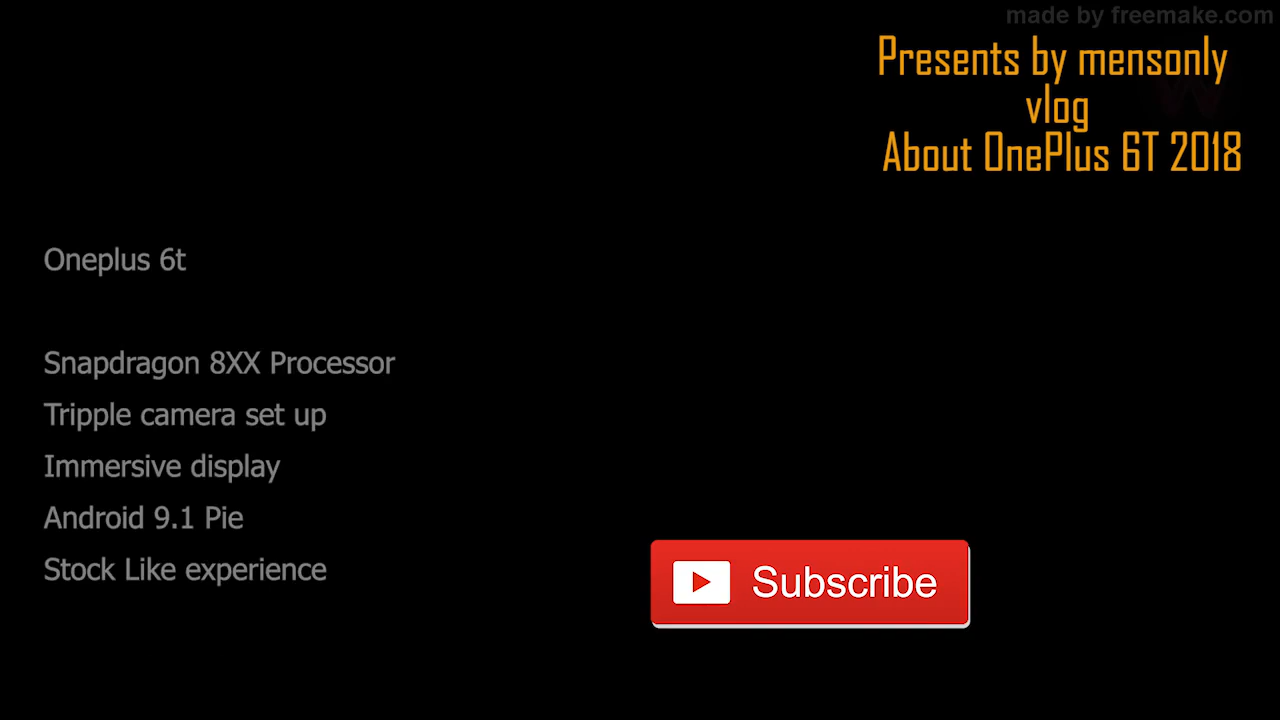 made by freemake.com
Presents by mensonly
vlog
About OnePlus 6T 2018
Oneplus 6t
Snapdragon 8XX Processor
Tripple camera set up
Immersive display
Android 9.1 Pie
Stock Like experience
Subscribe